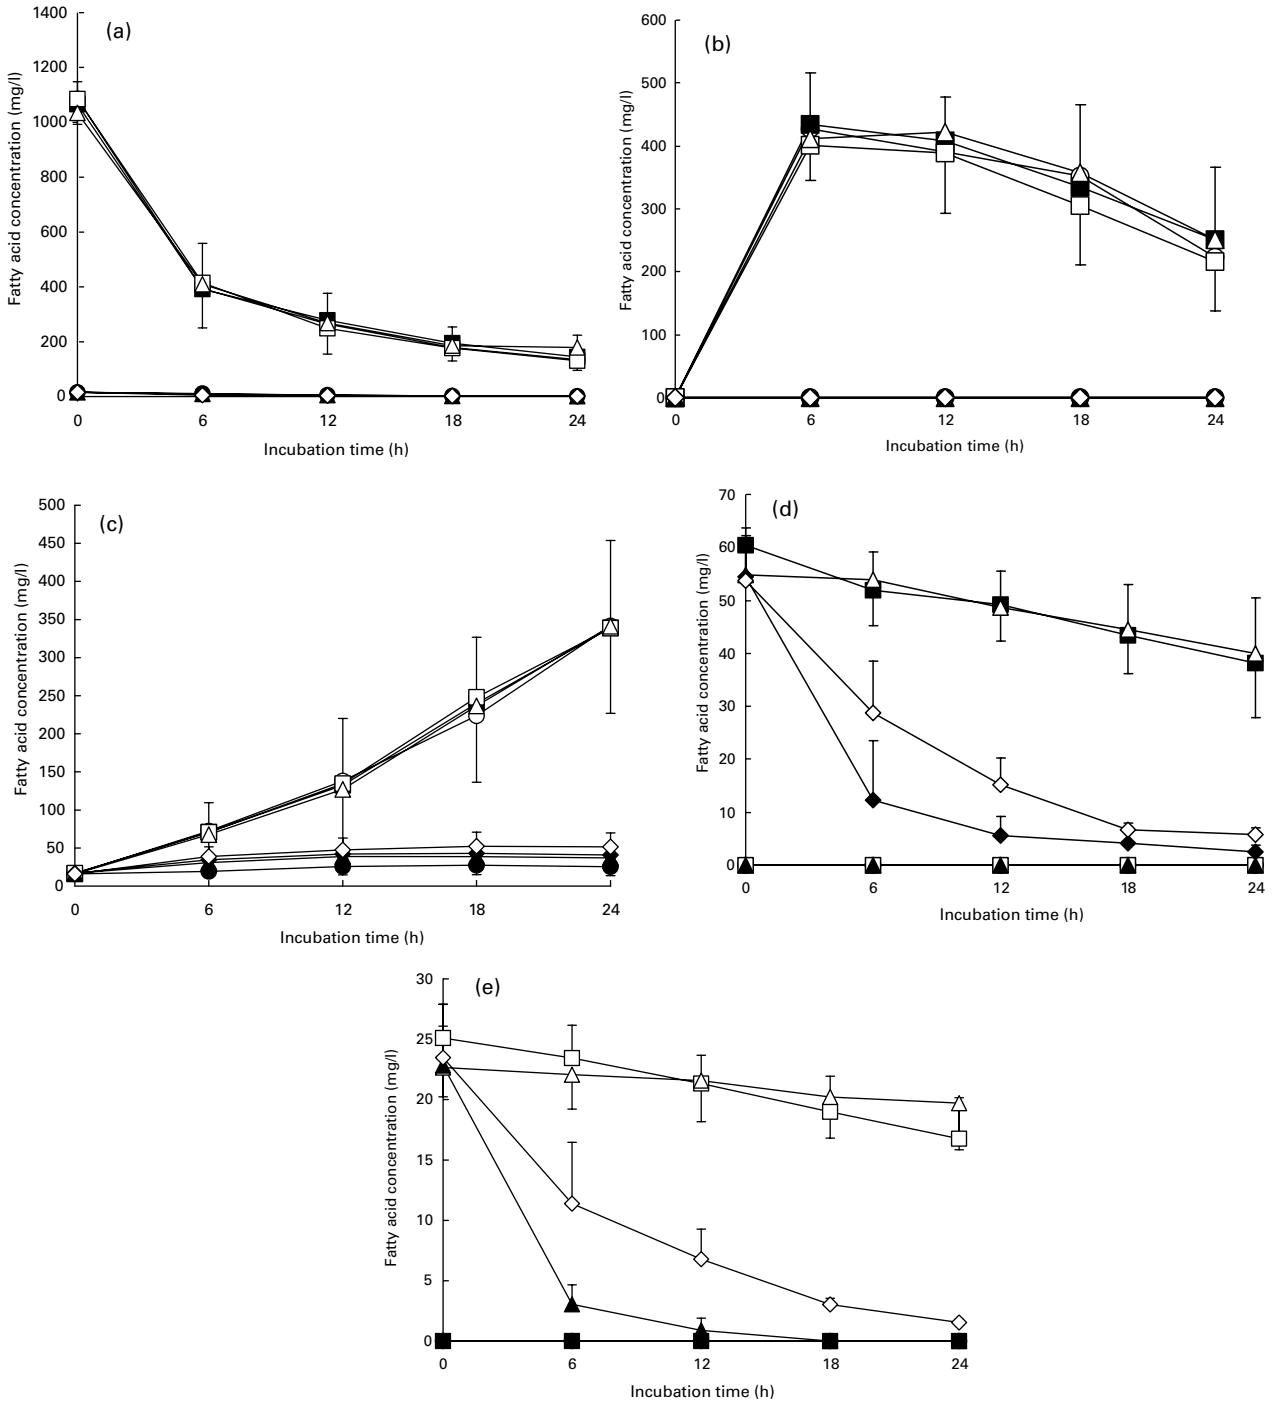 (a)
Fatty acid concentration (mg/l)
1400
1200
1000
800
600
400
200
0
0 6 12 18 24
Incubation time (h)
(b)
Fatty acid concentration (mg/l)
600
500
400
300
200
100
0
0 6 12 18 24
Incubation time (h)
(c)
Fatty acid concentration (mg/l)
500
450
400
350
300
250
200
150
100
50
0
0 6 12 18 24
Incubation time (h)
(d)
Fatty acid concentration (mg/l)
70
60
50
40
30
20
10
0
0 6 12 18 24
Incubation time (h)
(e)
Fatty acid concentration (mg/l)
30
25
20
15
10
5
0
0 6 12 18 24
Incubation time (h)